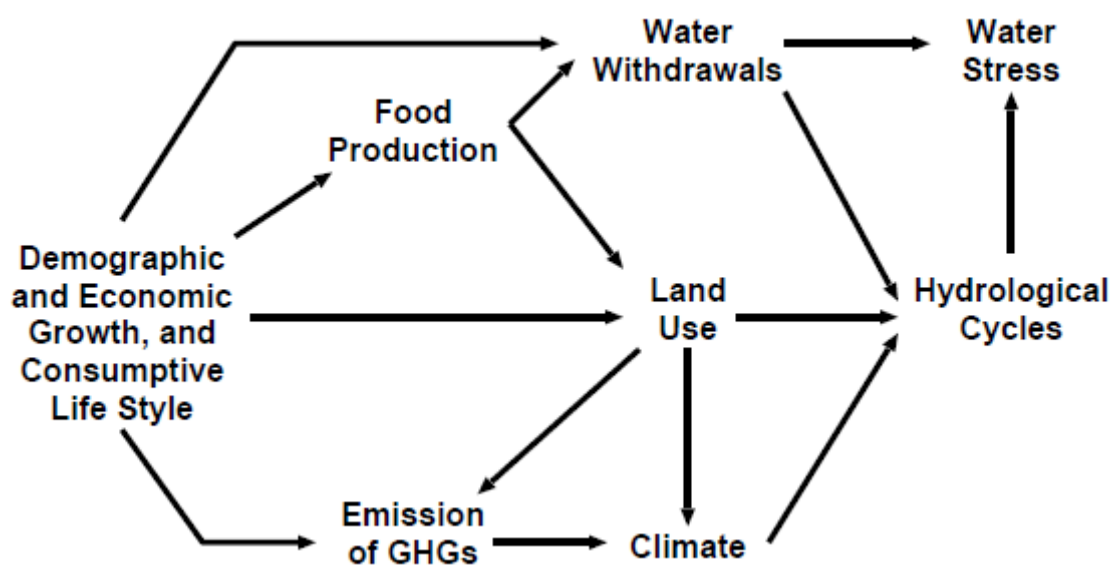 Water
Withdrawals
Water
Stress
Food
Production
Demographic
and Economic
Growth, and
Consumptive
Life Style
Land
Use
Hydrological
Cycles
Emission
of GHGs
Climate